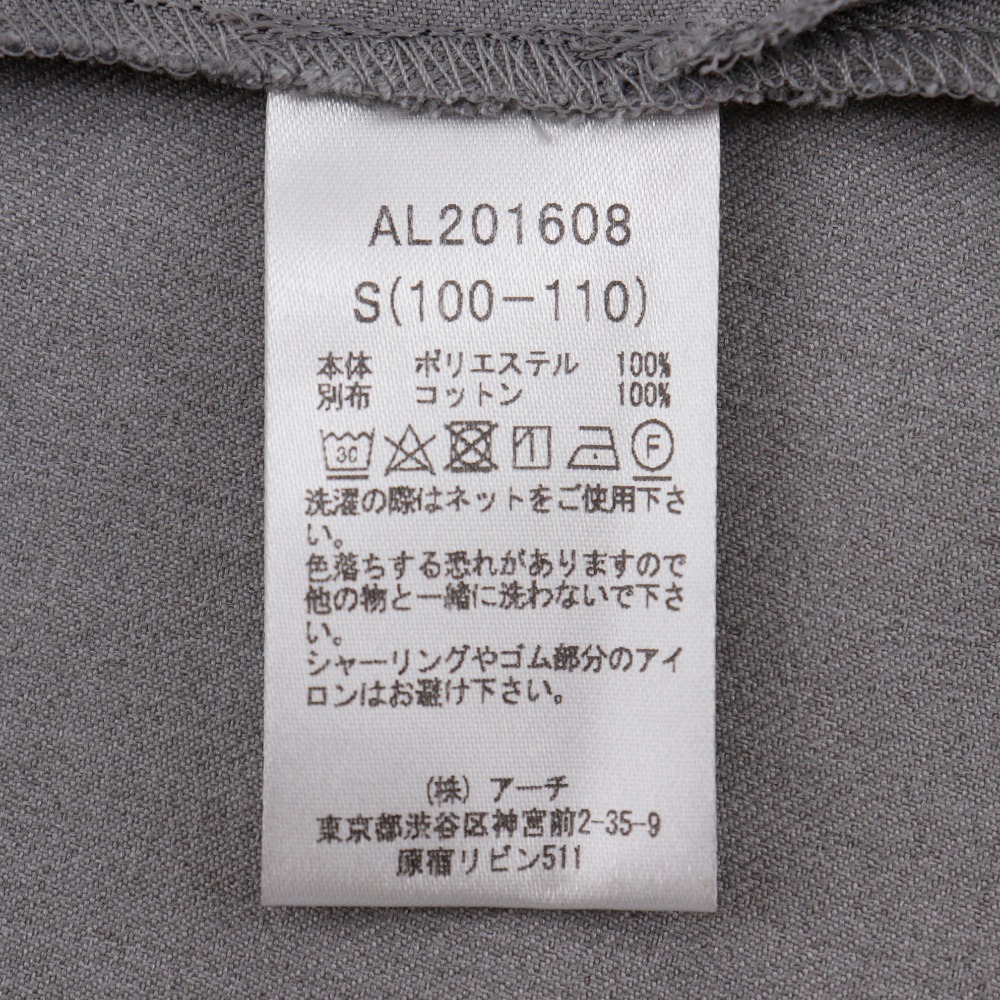 AL201608
S(100-110)
本体 ポリエステル 100%
別布 コットン 100%
30 F
洗濯の際はネットをご使用下さ
い。
色落ちする恐れがありますので
他の物と一緒に洗わないで下さ
い。
シャーリングやゴム部分のアイ
ロンはお避け下さい。
(株) アーチ
東京都渋谷区神宮前2-35-9
原宿リビン511